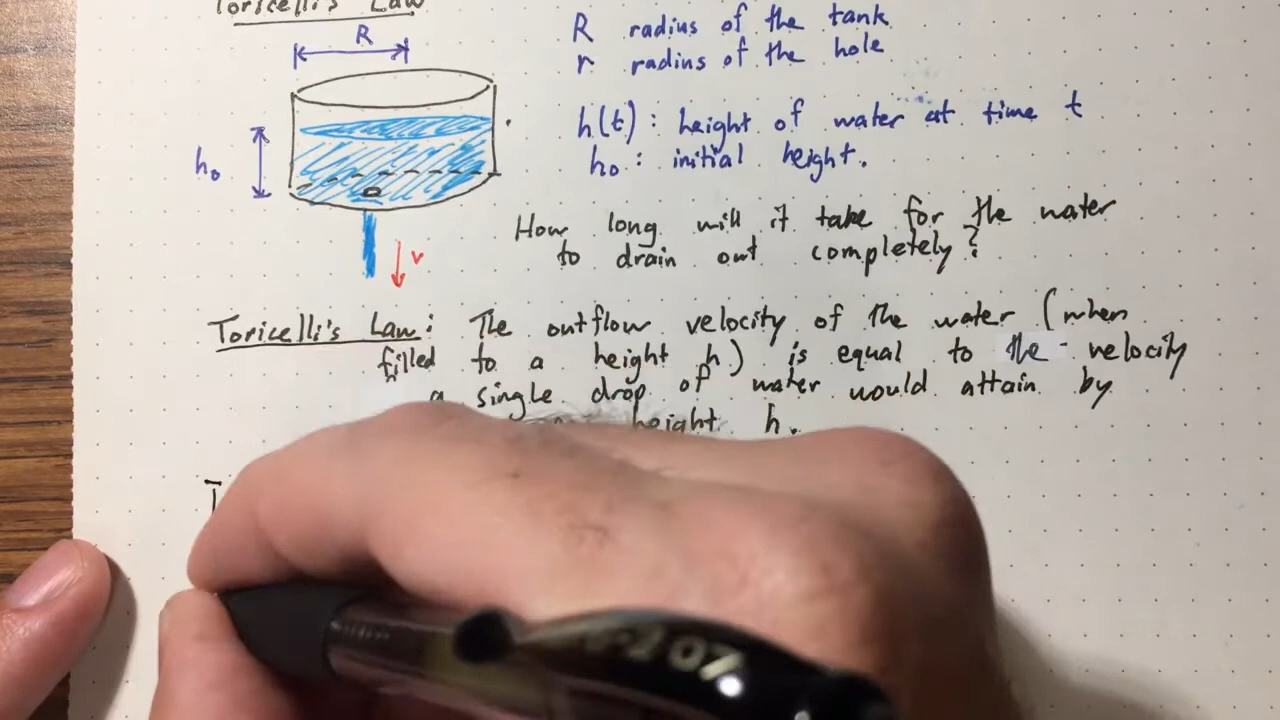 Toricelli's Law
R
R radius of the tank
r radius of the hole
h(t): height of water at time t
h₀: initial height.
h₀
How long will it take for the water
to drain out completely?
v
Toricelli's Law: The outflow velocity of the water (when
filled to a height h) is equal to the velocity
a single drop of water would attain by
height h.